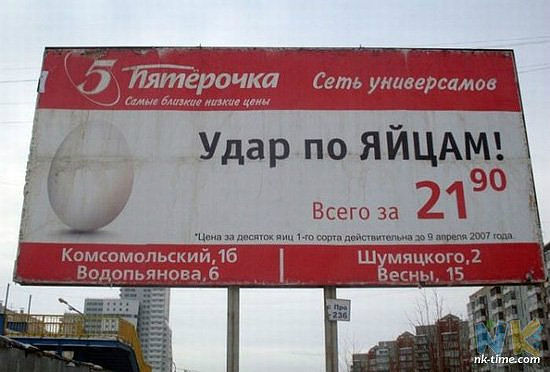 5 Пятёрочка Сеть универсамов
Самые близкие низкие цены
Удар по ЯЙЦАМ!
Всего за 21 90
*Цена за десяток яиц 1-го сорта действительна до 9 апреля 2007 года.
Комсомольский,1б Шумяцкого,2
Водопьянова,6 Весны, 15
236
NK
nk-time.com